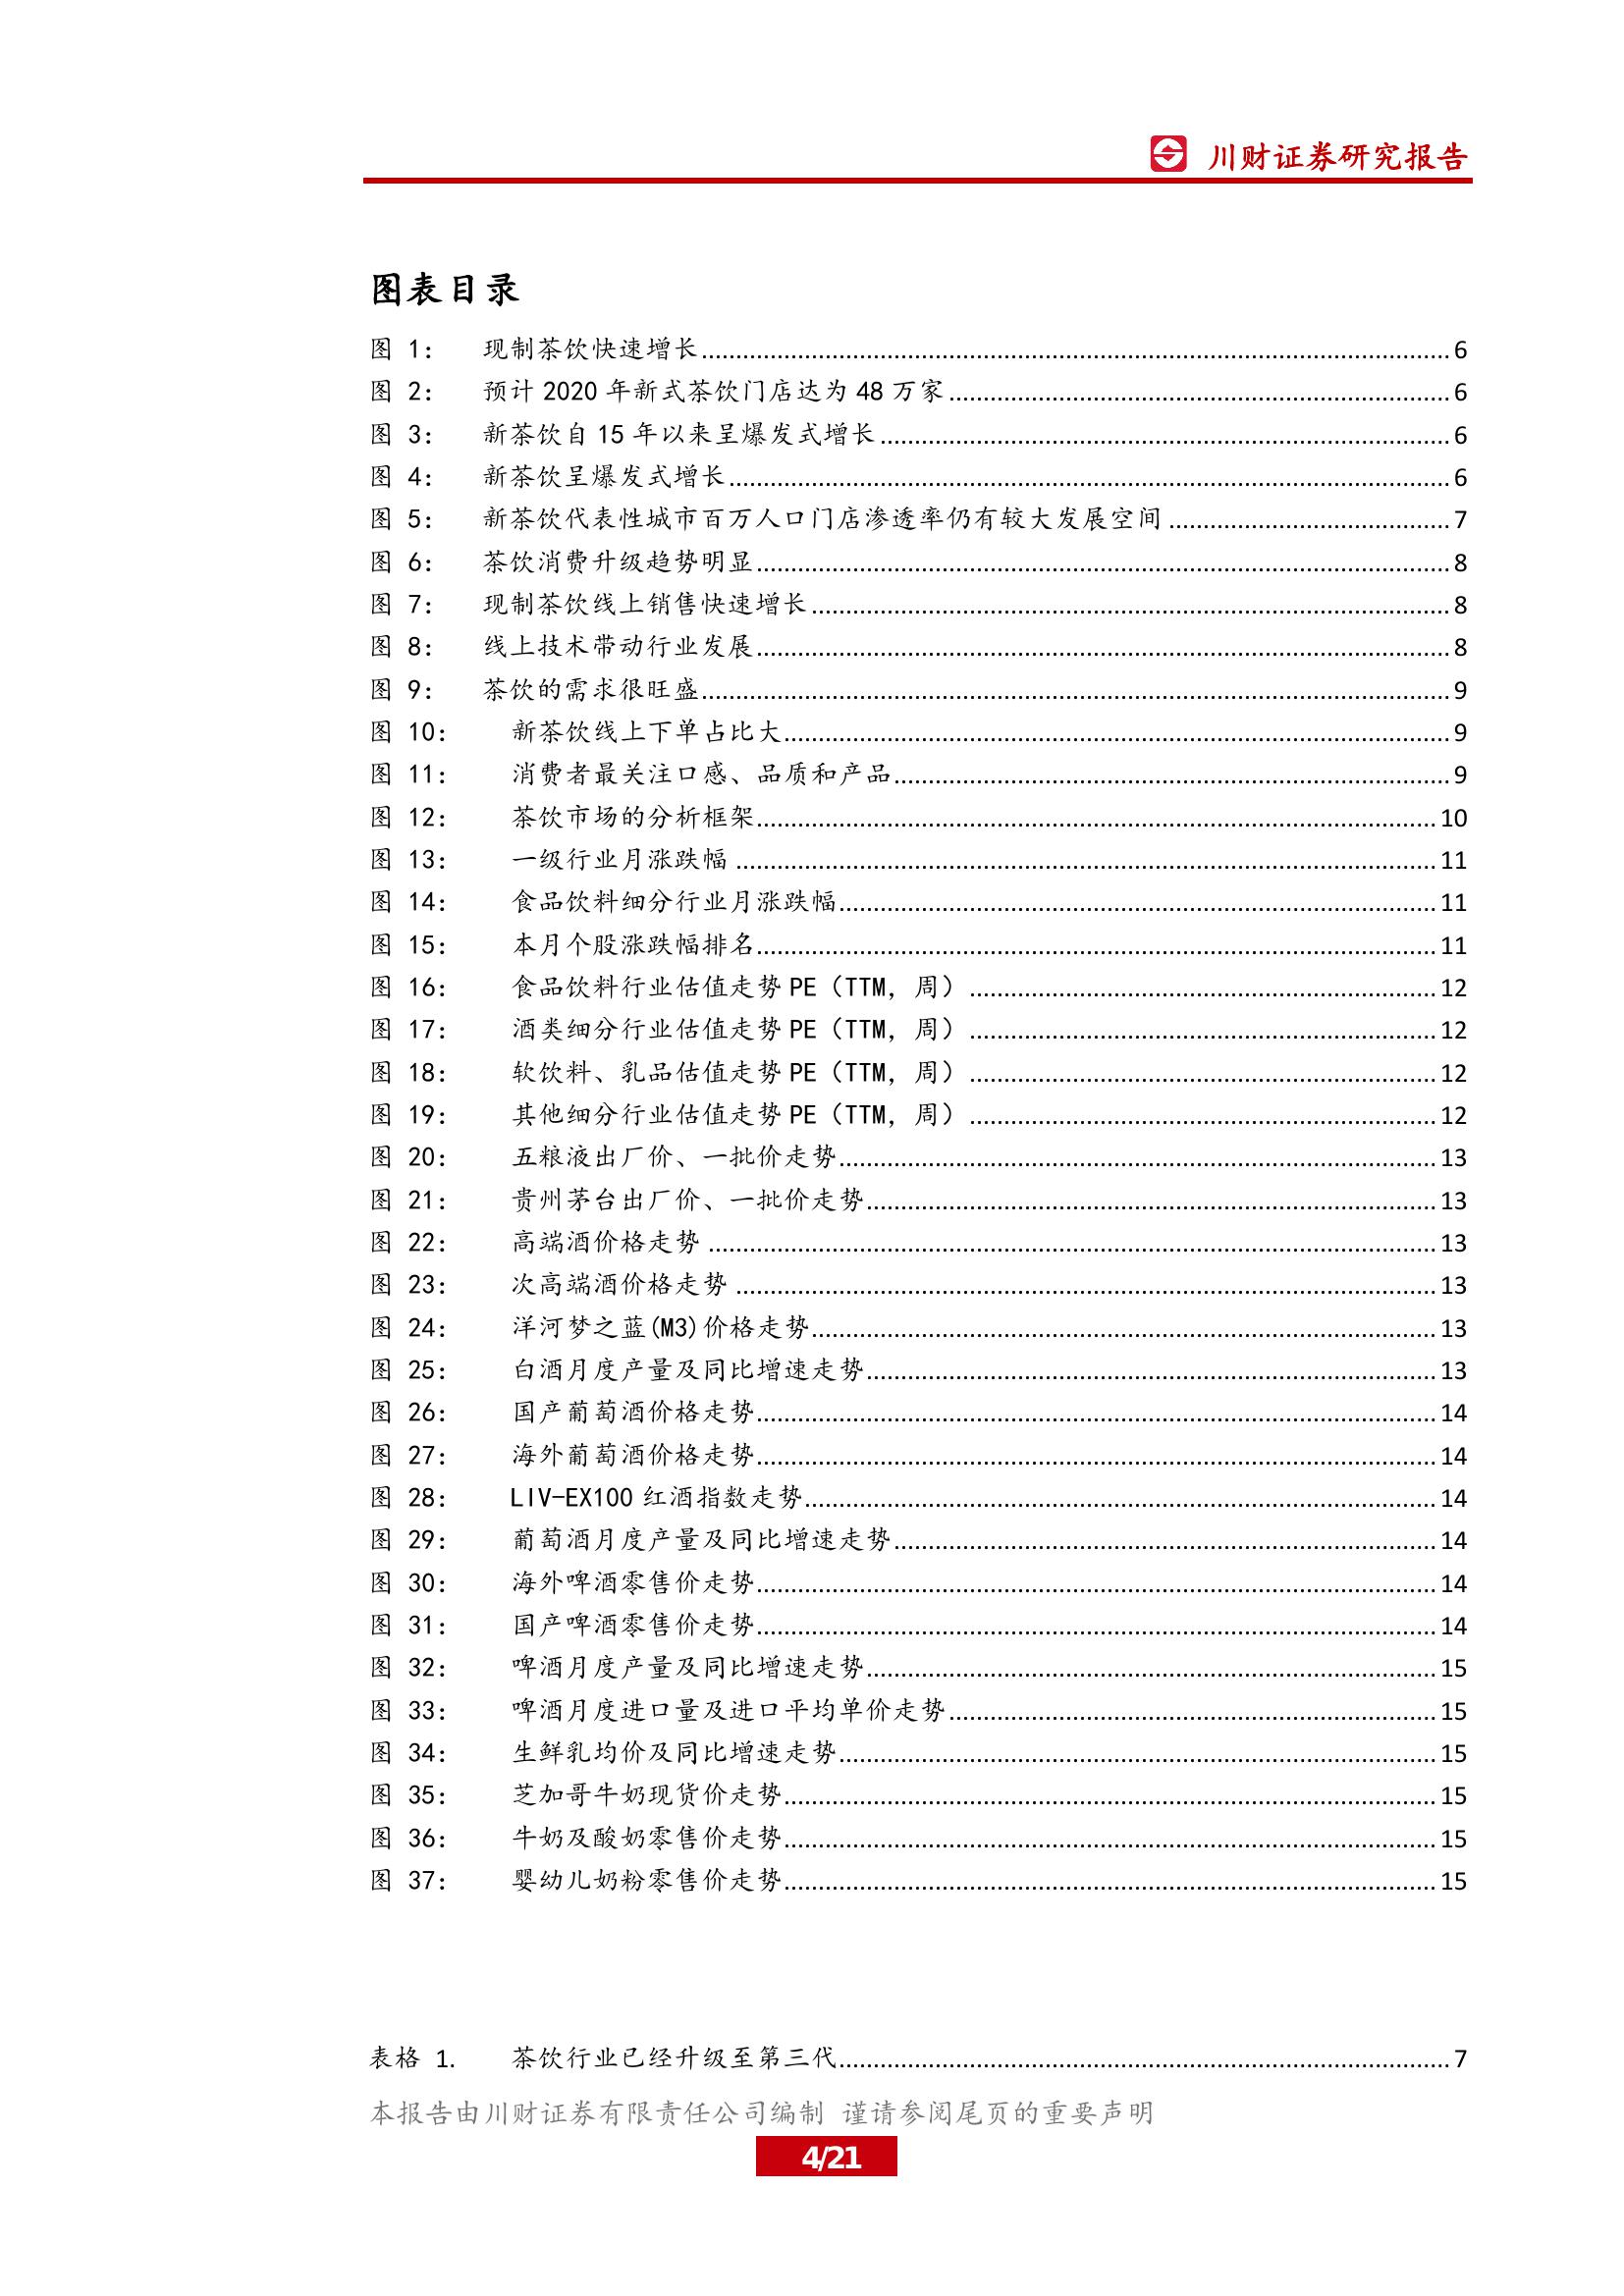 川财证券研究报告
图表目录
图 1： 现制茶饮快速增长 6
图 2： 预计 2020 年新式茶饮门店达为 48 万家 6
图 3： 新茶饮自 15 年以来呈爆发式增长 6
图 4： 新茶饮呈爆发式增长 6
图 5： 新茶饮代表性城市百万人口门店渗透率仍有较大发展空间 7
图 6： 茶饮消费升级趋势明显 8
图 7： 现制茶饮线上销售快速增长 8
图 8： 线上技术带动行业发展 8
图 9： 茶饮的需求很旺盛 9
图 10： 新茶饮线上下单占比大 9
图 11： 消费者最关注口感、品质和产品 9
图 12： 茶饮市场的分析框架 10
图 13： 一级行业月涨跌幅 11
图 14： 食品饮料细分行业月涨跌幅 11
图 15： 本月个股涨跌幅排名 11
图 16： 食品饮料行业估值走势 PE（TTM，周） 12
图 17： 酒类细分行业估值走势 PE（TTM，周） 12
图 18： 软饮料、乳品估值走势 PE（TTM，周） 12
图 19： 其他细分行业估值走势 PE（TTM，周） 12
图 20： 五粮液出厂价、一批价走势 13
图 21： 贵州茅台出厂价、一批价走势 13
图 22： 高端酒价格走势 13
图 23： 次高端酒价格走势 13
图 24： 洋河梦之蓝(M3)价格走势 13
图 25： 白酒月度产量及同比增速走势 13
图 26： 国产葡萄酒价格走势 14
图 27： 海外葡萄酒价格走势 14
图 28： LIV-EX100 红酒指数走势 14
图 29： 葡萄酒月度产量及同比增速走势 14
图 30： 海外啤酒零售价走势 14
图 31： 国产啤酒零售价走势 14
图 32： 啤酒月度产量及同比增速走势 15
图 33： 啤酒月度进口量及进口平均单价走势 15
图 34： 生鲜乳均价及同比增速走势 15
图 35： 芝加哥牛奶现货价走势 15
图 36： 牛奶及酸奶零售价走势 15
图 37： 婴幼儿奶粉零售价走势 15
表格 1. 茶饮行业已经升级至第三代 7
本报告由川财证券有限责任公司编制 谨请参阅尾页的重要声明
4/21